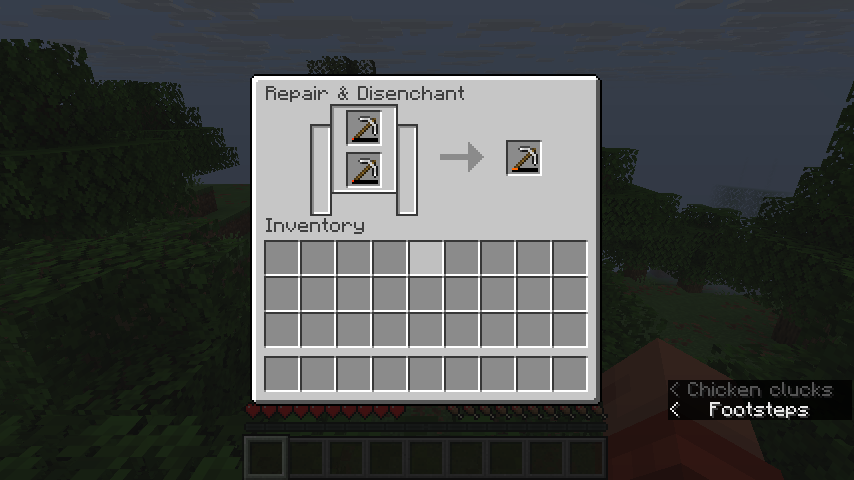 Repair & Disenchant
Inventory
< Chicken clucks
< Footsteps